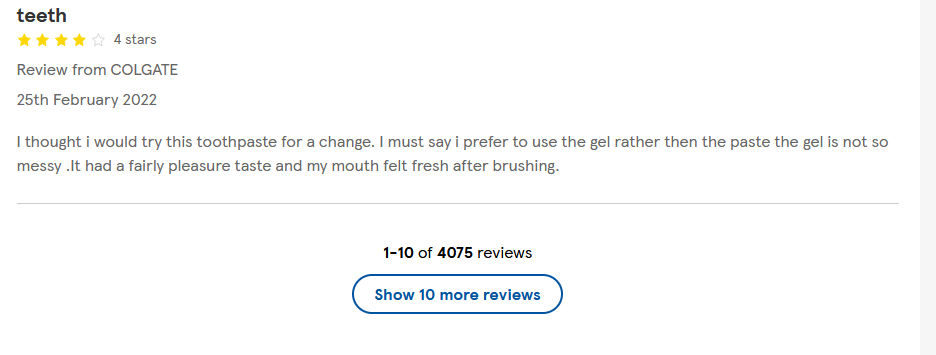 teeth
4 stars
Review from COLGATE
25th February 2022
I thought i would try this toothpaste for a change. I must say i prefer to use the gel rather then the paste the gel is not so
messy .It had a fairly pleasure taste and my mouth felt fresh after brushing.
1-10 of 4075 reviews
Show 10 more reviews